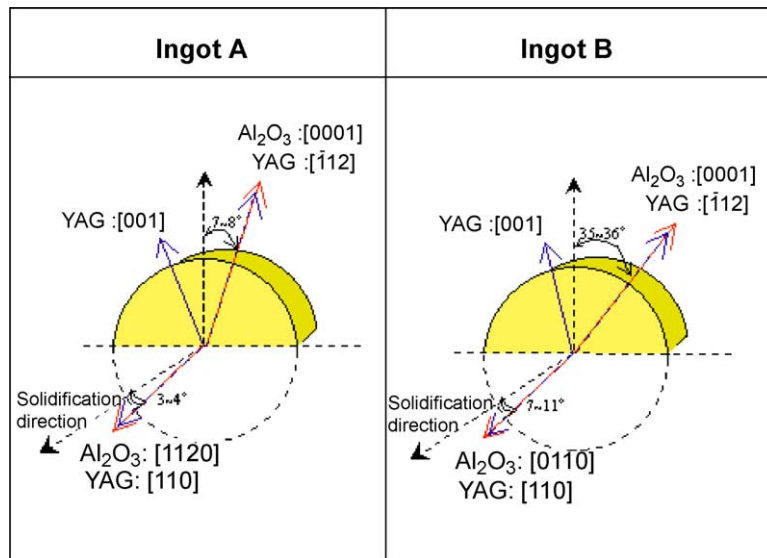 Ingot A
Ingot B
Al₂O₃ :[0001]
YAG :[1̄12]
YAG :[001]
7~8°
Solidification
direction
3~4°
Al₂O₃: [1120]
YAG: [110]
Al₂O₃ :[0001]
YAG :[1̄12]
YAG :[001]
35~36°
Solidification
direction
7~11°
Al₂O₃: [0110]
YAG: [110]